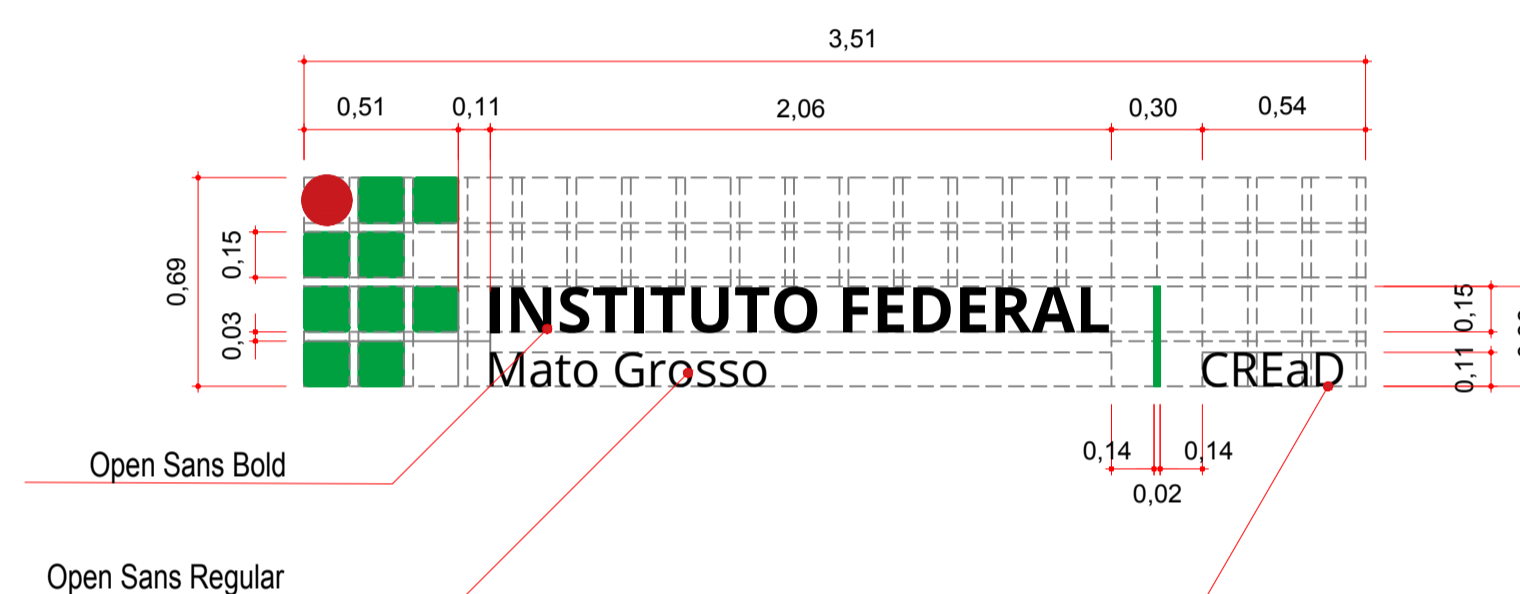 3,51
0,51 0,11 2,06 0,30 0,54
0,69
0,15
0,03
INSTITUTO FEDERAL
Mato Grosso
CREaD
0,15
0,11
0,14 0,14
0,02
Open Sans Bold
Open Sans Regular